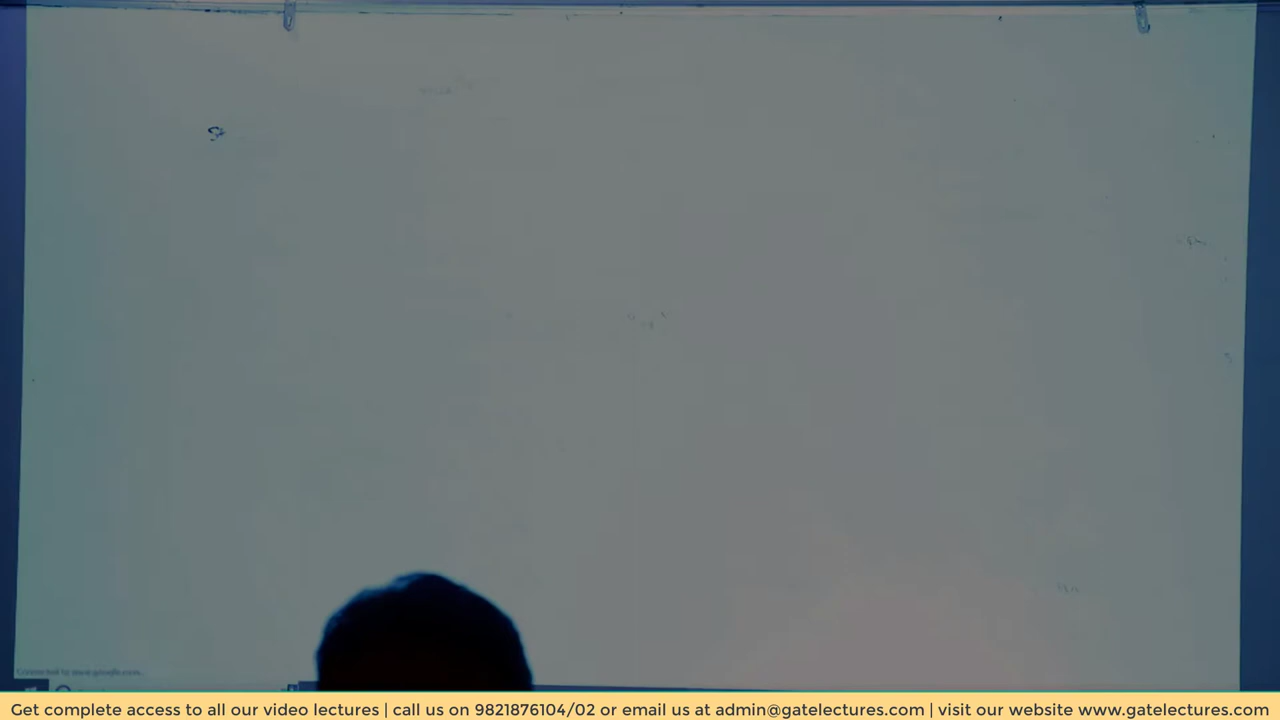 Get complete access to all our video lectures | call us on 9821876104/02 or email us at admin@gatelectures.com | visit our website www.gatelectures.com